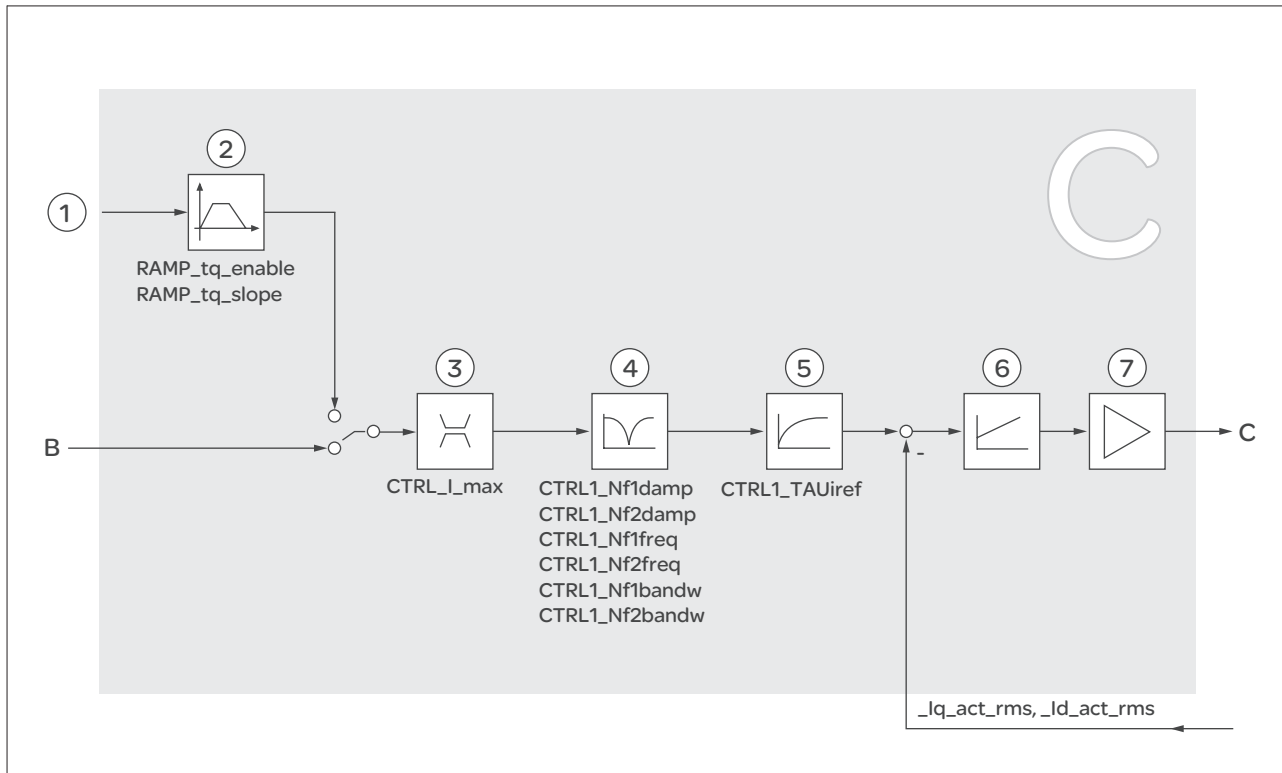 C
2
1
RAMP_tq_enable
RAMP_tq_slope
3
4
5
6
7
B
C
-
CTRL_I_max
CTRL1_Nf1damp
CTRL1_Nf2damp
CTRL1_Nf1freq
CTRL1_Nf2freq
CTRL1_Nf1bandw
CTRL1_Nf2bandw
CTRL1_TAUiref
_Iq_act_rms, _Id_act_rms